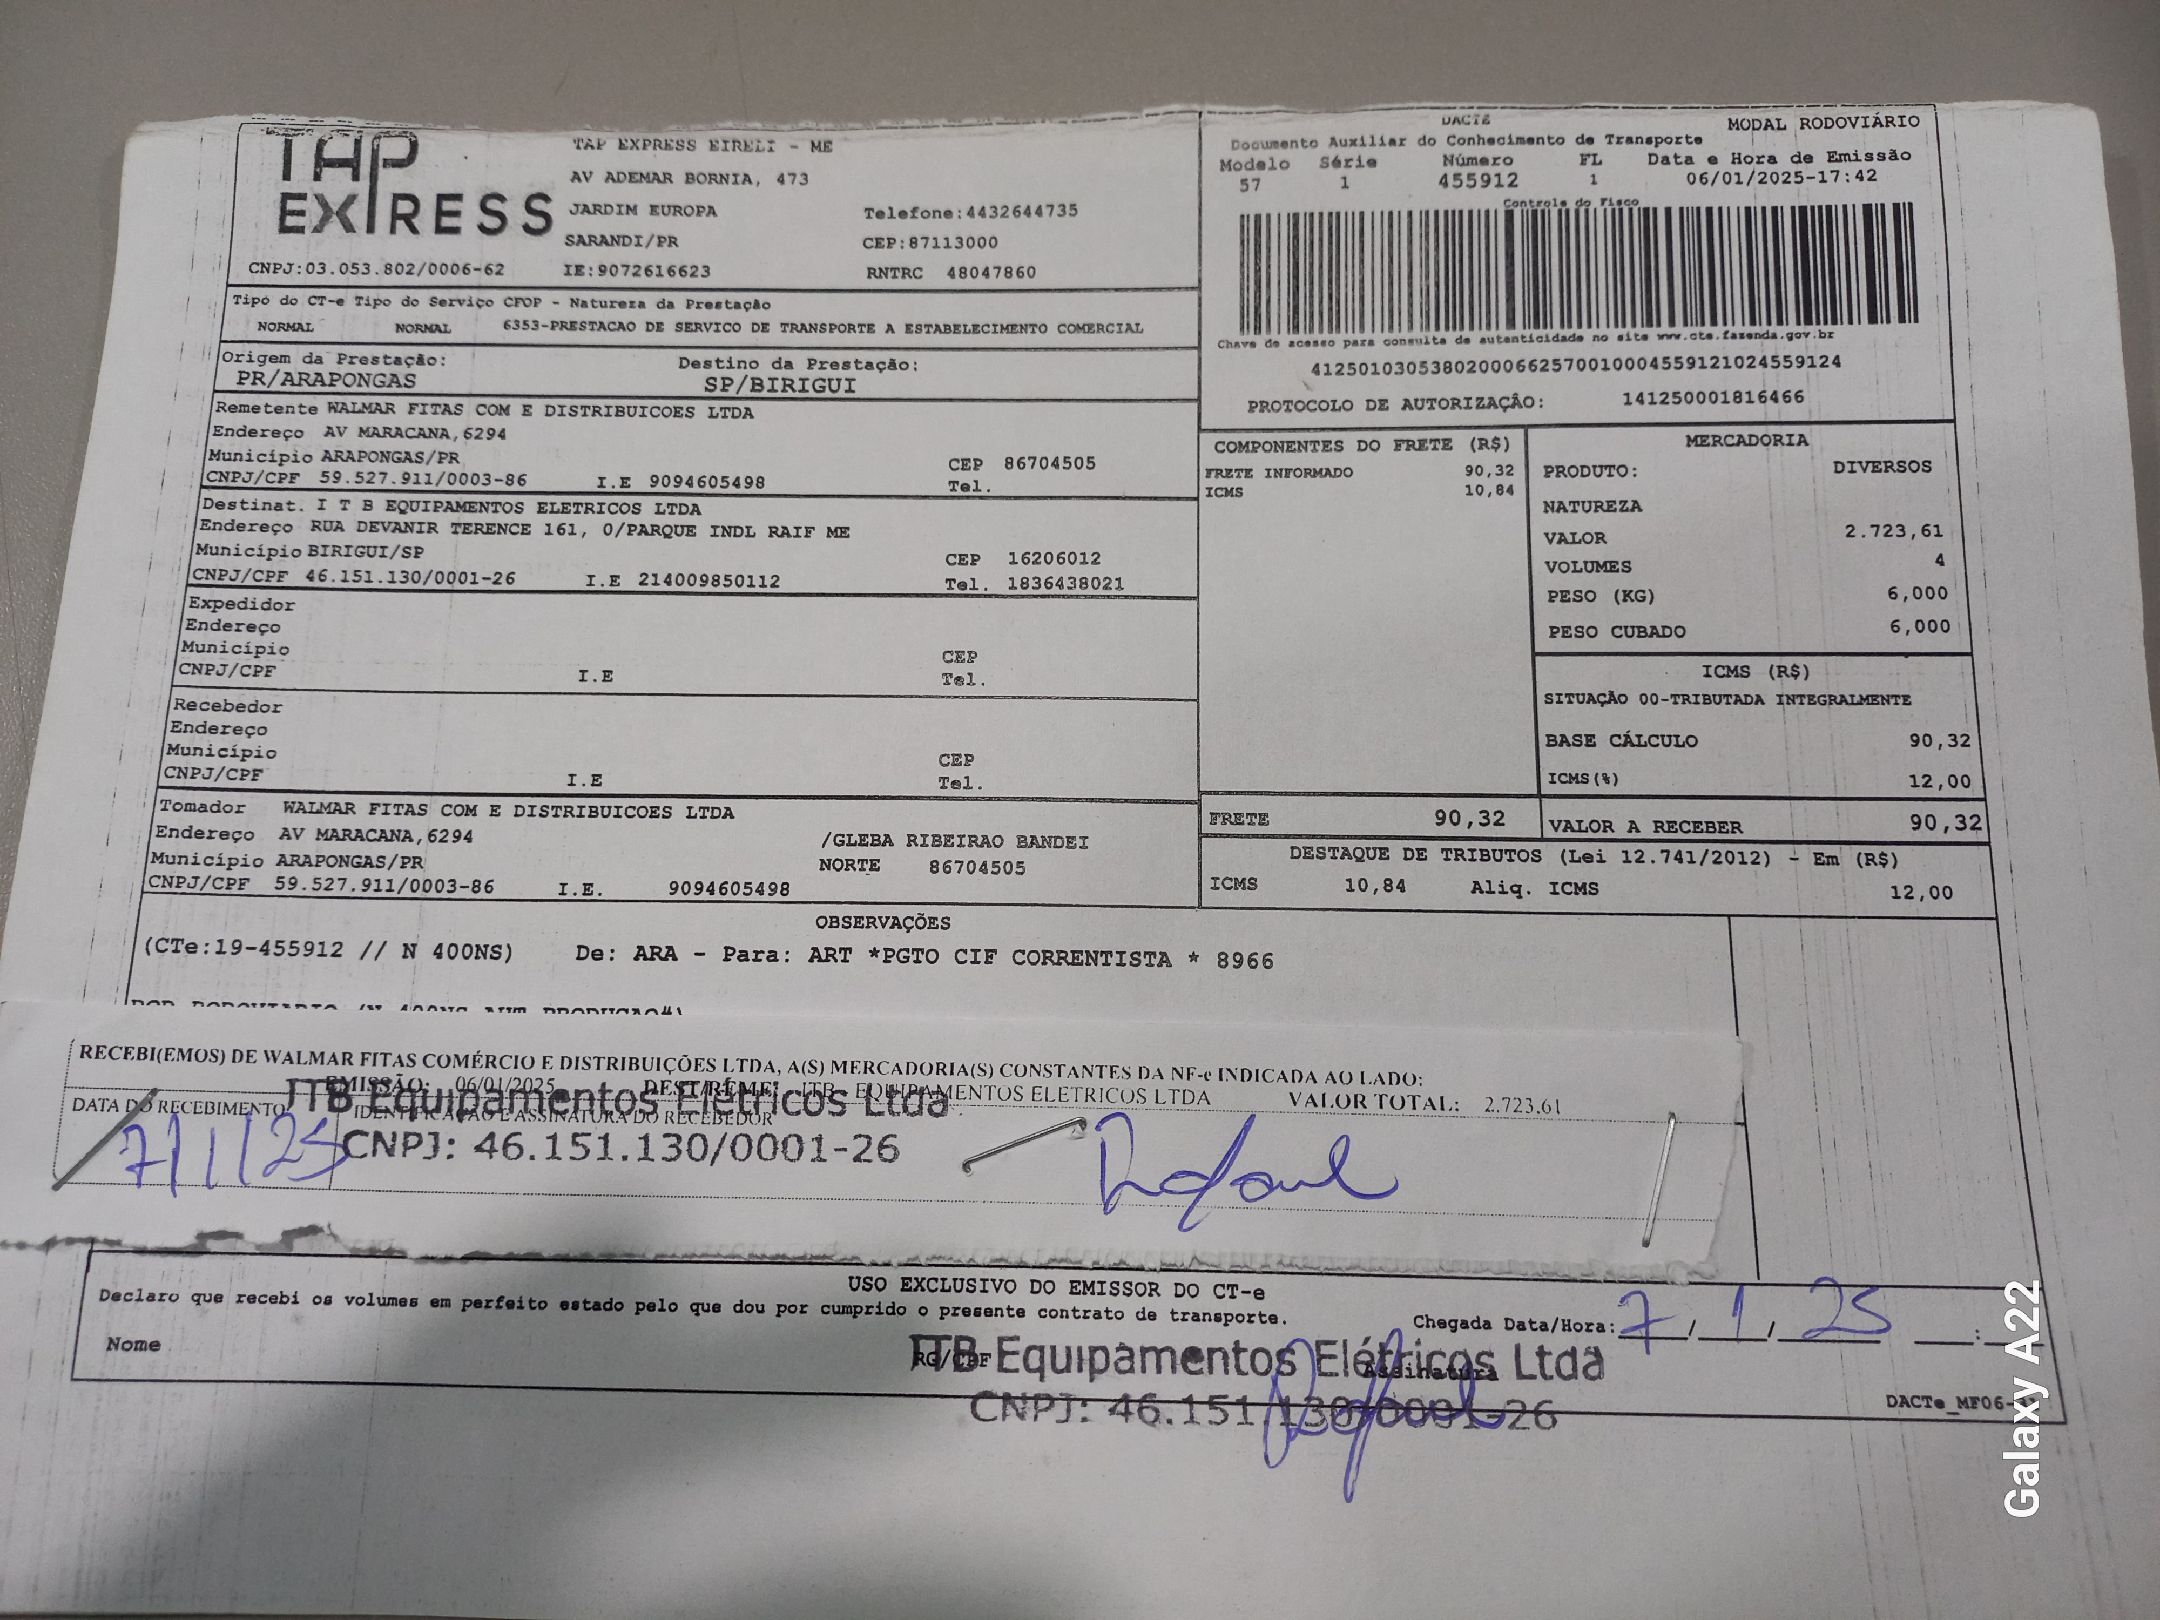 TAP EXPRESS
TAP EXPRESS EIRELI - ME
AV ADEMAR BORNIA, 473
JARDIM EUROPA Telefone:4432644735
SARANDI/PR CEP:87113000
CNPJ:03.053.802/0006-62 IE:9072616623 RNTRC 48047860
DACTE MODAL RODOVIÁRIO
Documento Auxiliar do Conhecimento de Transporte
Modelo Série Número FL Data e Hora de Emissão
57 1 455912 1 06/01/2025-17:42
Controle do Fisco
Chave de acesso para consulta de autenticidade no site www.cte.fazenda.gov.br
41250103053802000662570010004559121024559124
PROTOCOLO DE AUTORIZAÇÃO: 141250001816466
Tipo do CT-e Tipo do Serviço CFOP - Natureza da Prestação
NORMAL NORMAL 6353-PRESTACAO DE SERVICO DE TRANSPORTE A ESTABELECIMENTO COMERCIAL
Origem da Prestação: Destino da Prestação:
PR/ARAPONGAS SP/BIRIGUI
Remetente WALMAR FITAS COM E DISTRIBUICOES LTDA
Endereço AV MARACANA,6294
Município ARAPONGAS/PR CEP 86704505
CNPJ/CPF 59.527.911/0003-86 I.E 9094605498 Tel.
Destinat. I T B EQUIPAMENTOS ELETRICOS LTDA
Endereço RUA DEVANIR TERENCE 161, 0/PARQUE INDL RAIF ME
Município BIRIGUI/SP CEP 16206012
CNPJ/CPF 46.151.130/0001-26 I.E 214009850112 Tel. 1836438021
Expedidor
Endereço
Município CEP
CNPJ/CPF I.E Tel.
Recebedor
Endereço
Município CEP
CNPJ/CPF I.E Tel.
Tomador WALMAR FITAS COM E DISTRIBUICOES LTDA
Endereço AV MARACANA,6294 /GLEBA RIBEIRAO BANDEI
Município ARAPONGAS/PR NORTE 86704505
CNPJ/CPF 59.527.911/0003-86 I.E. 9094605498
COMPONENTES DO FRETE (R$)
FRETE INFORMADO 90,32
ICMS 10,84
MERCADORIA
PRODUTO: DIVERSOS
NATUREZA
VALOR 2.723,61
VOLUMES 4
PESO (KG) 6,000
PESO CUBADO 6,000
ICMS (R$)
SITUAÇÃO 00-TRIBUTADA INTEGRALMENTE
BASE CÁLCULO 90,32
ICMS(%) 12,00
FRETE 90,32 VALOR A RECEBER 90,32
DESTAQUE DE TRIBUTOS (Lei 12.741/2012) - Em (R$)
ICMS 10,84 Aliq. ICMS 12,00
OBSERVAÇÕES
(CTe:19-455912 // N 400NS) De: ARA - Para: ART *PGTO CIF CORRENTISTA * 8966
RECEBI(EMOS) DE WALMAR FITAS COMÉRCIO E DISTRIBUIÇÕES LTDA, A(S) MERCADORIA(S) CONSTANTES DA NF-e INDICADA AO LADO:
EMISSÃO: 06/01/2025 DEST/REME: ITB EQUIPAMENTOS ELETRICOS LTDA VALOR TOTAL: 2.723,61
DATA DO RECEBIMENTO IDENTIFICAÇÃO E ASSINATURA DO RECEBEDOR
ITB Equipamentos Elétricos Ltda
7/1/25 CNPJ: 46.151.130/0001-26
USO EXCLUSIVO DO EMISSOR DO CT-e
Declaro que recebi os volumes em perfeito estado pelo que dou por cumprido o presente contrato de transporte.
Chegada Data/Hora: 7/1/25 :
Nome RG/CPF Assinatura
ITB Equipamentos Elétricos Ltda
CNPJ: 46.151.130/0001-26
Galaxy A22